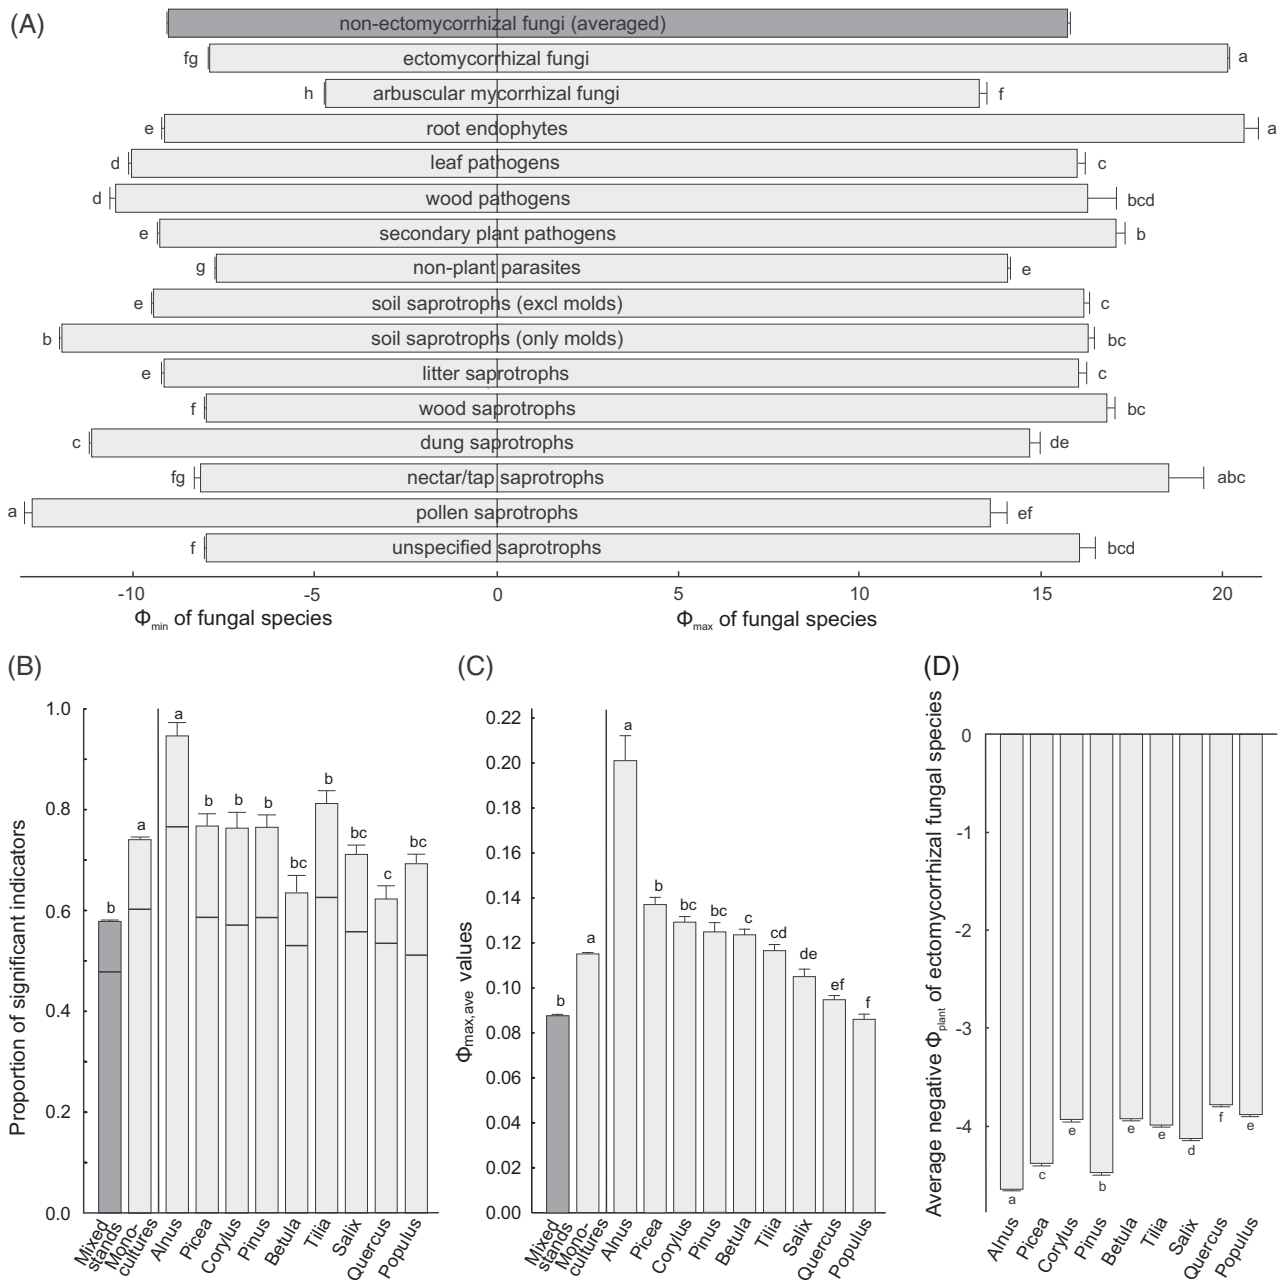 (A)
non-ectomycorrhizal fungi (averaged)
fg ectomycorrhizal fungi a
h arbuscular mycorrhizal fungi f
e root endophytes a
d leaf pathogens c
d wood pathogens bcd
e secondary plant pathogens b
g non-plant parasites e
e soil saprotrophs (excl molds) c
b soil saprotrophs (only molds) bc
e litter saprotrophs c
f wood saprotrophs bc
c dung saprotrophs de
fg nectar/tap saprotrophs abc
a pollen saprotrophs ef
f unspecified saprotrophs bcd
-10 -5 0 5 10 15 20
Φmin of fungal species Φmax of fungal species
(B)
Proportion of significant indicators
1.0
0.8
0.6
0.4
0.2
0.0
b a a b b b bc b bc c bc
Mixed stands
Mono-cultures
Alnus
Picea
Corylus
Pinus
Betula
Tilia
Salix
Quercus
Populus
(C)
Φmax,ave values
0.22
0.20
0.18
0.16
0.14
0.12
0.10
0.08
0.06
0.04
0.02
0.00
b a a b bc bc c cd de ef f
Mixed stands
Mono-cultures
Alnus
Picea
Corylus
Pinus
Betula
Tilia
Salix
Quercus
Populus
(D)
Average negative Φplant of ectomycorrhizal fungal species
0
-1
-2
-3
-4
a c e b e e d f e
Alnus
Picea
Corylus
Pinus
Betula
Tilia
Salix
Quercus
Populus